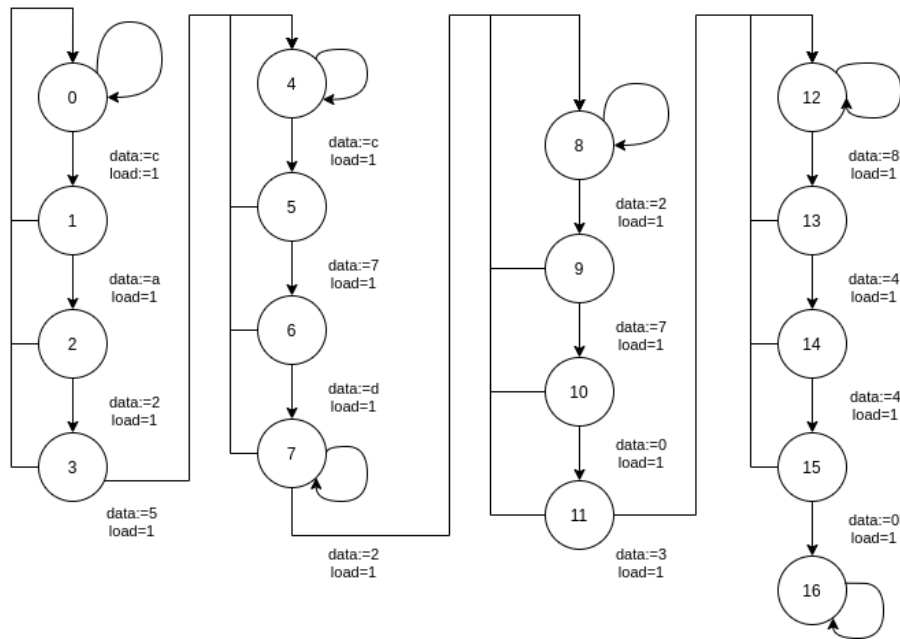 0
data:=c
load:=1
1
data:=a
load=1
2
data:=2
load=1
3
data:=5
load=1
4
data:=c
load=1
5
data:=7
load=1
6
data:=d
load=1
7
data:=2
load=1
8
data:=2
load=1
9
data:=7
load=1
10
data:=0
load=1
11
data:=3
load=1
12
data:=8
load=1
13
data:=4
load=1
14
data:=4
load=1
15
data:=0
load=1
16